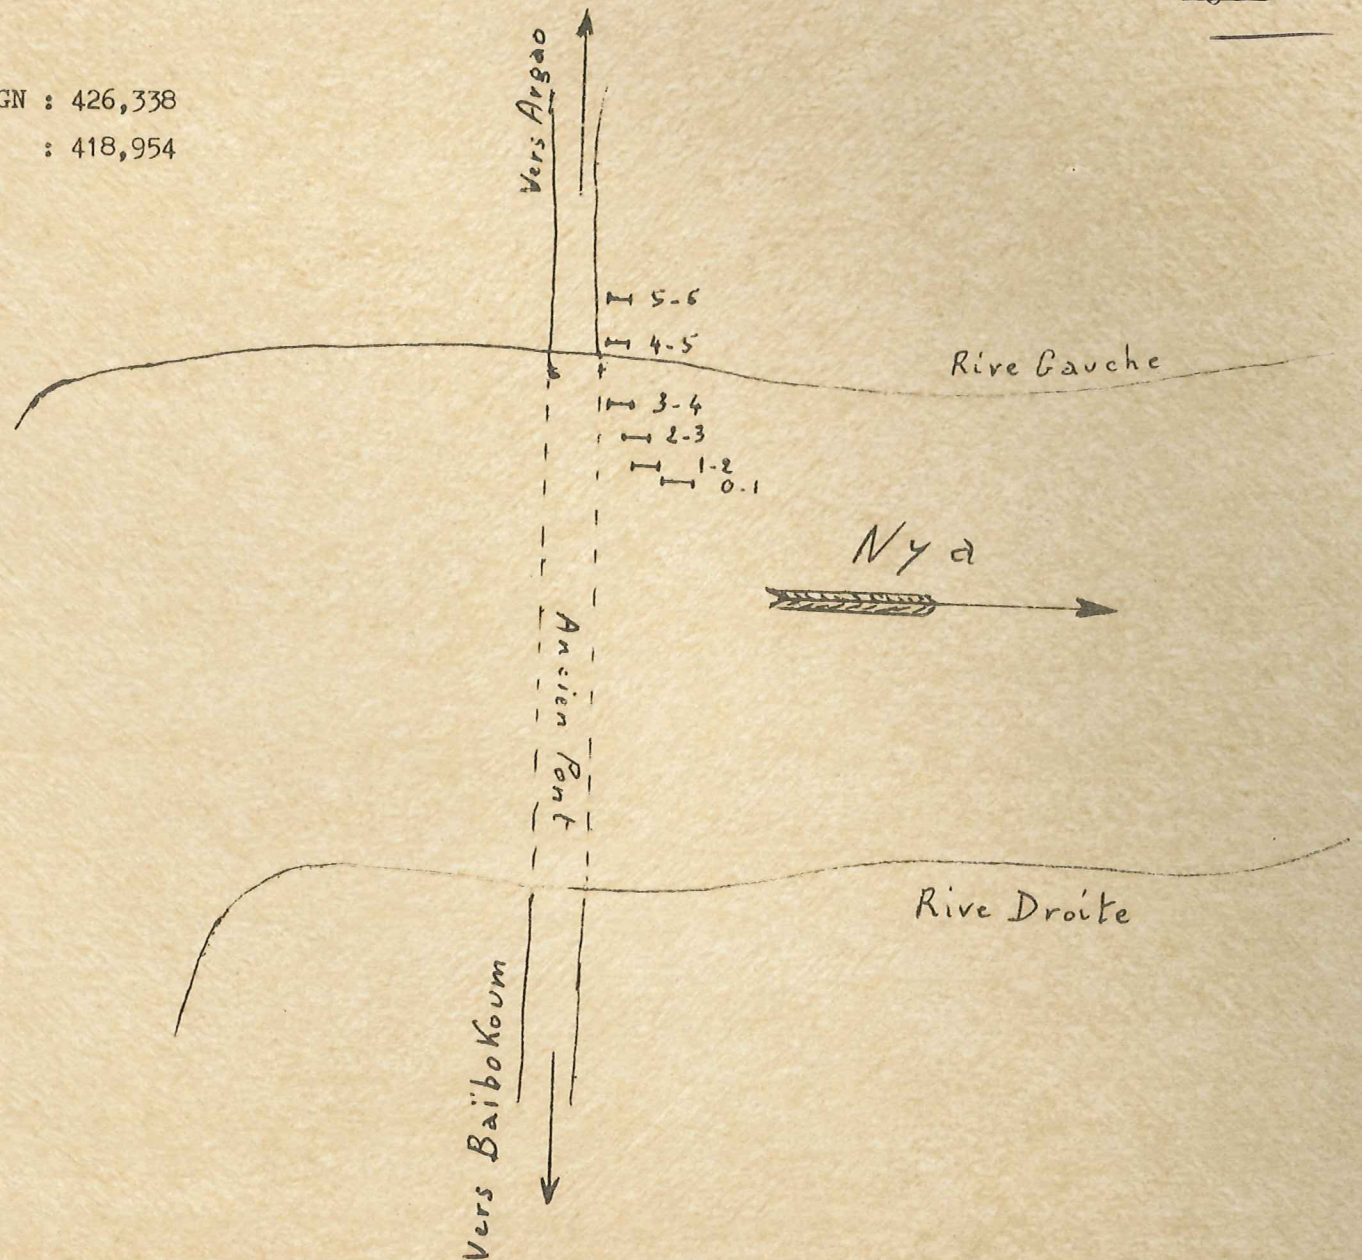 GN : 426,338
: 418,954
Vers Argao
5-6
4-5
Rive Gauche
3-4
2-3
1-2
0-1
Nya
Ancien Pont
Rive Droite
Vers Baïbokoum